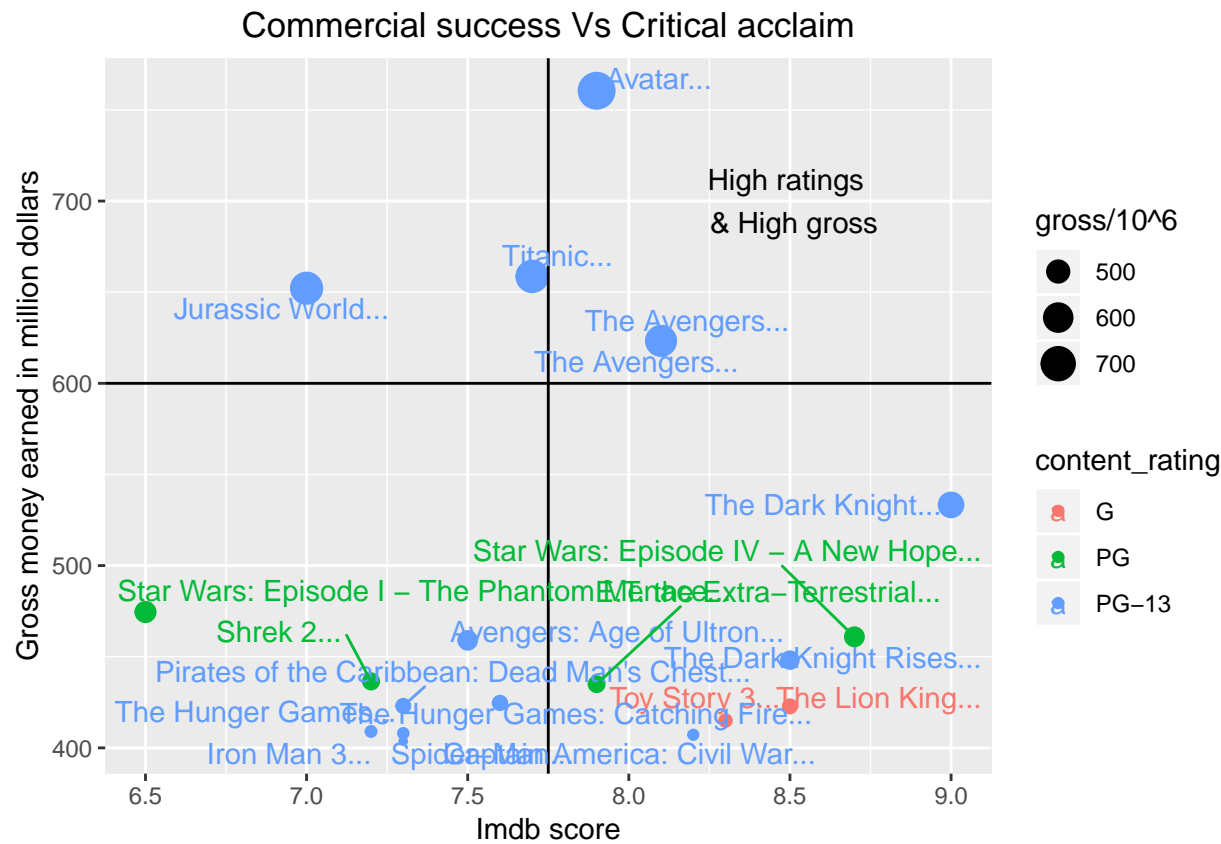 Commercial success Vs Critical acclaim
Gross money earned in million dollars
700
600
500
400
Avatar...
High ratings
& High gross
Titanic...
Jurassic World...
The Avengers...
The Avengers...
The Dark Knight...
Star Wars: Episode IV – A New Hope...
Star Wars: Episode I – The Phantom Menace...
E.T. the Extra–Terrestrial...
Shrek 2...
Avengers: Age of Ultron...
The Dark Knight Rises...
Pirates of the Caribbean: Dead Man's Chest...
Toy Story 3...
The Lion King...
The Hunger Games...
The Hunger Games: Catching Fire...
Iron Man 3...
Spider–Man...
Captain America: Civil War...
6.5
7.0
7.5
8.0
8.5
9.0
Imdb score
gross/10^6
500
600
700
content_rating
a G
a PG
a PG–13